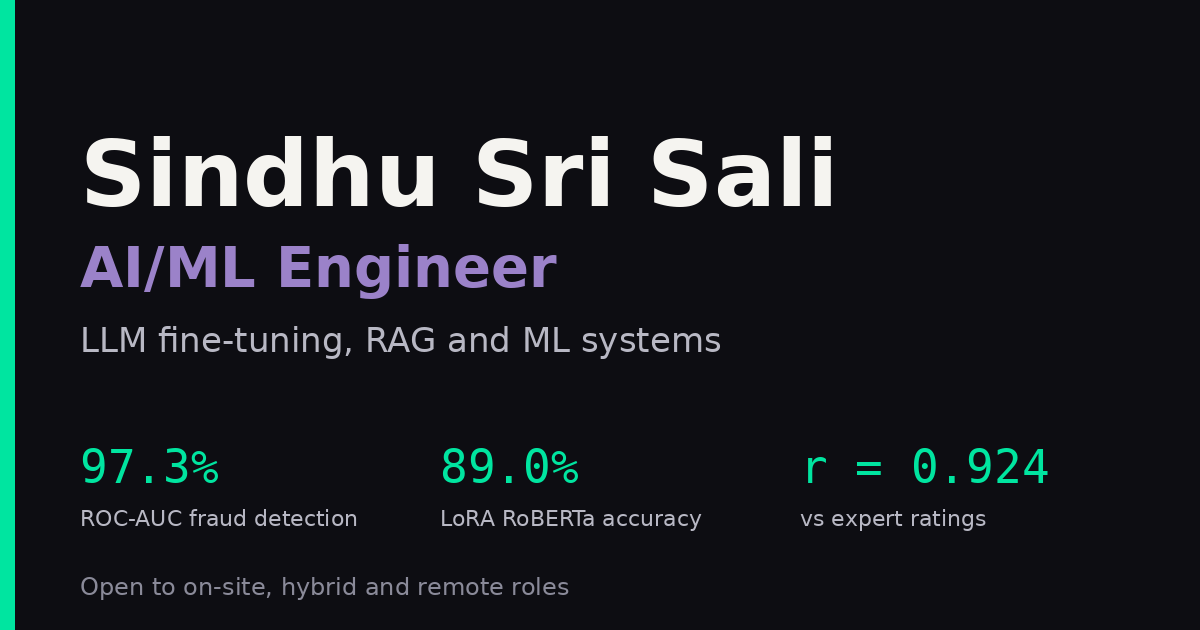 Sindhu Sri Sali
AI/ML Engineer
LLM fine-tuning, RAG and ML systems
97.3% 89.0% r = 0.924
ROC-AUC fraud detection LoRA RoBERTa accuracy vs expert ratings
Open to on-site, hybrid and remote roles